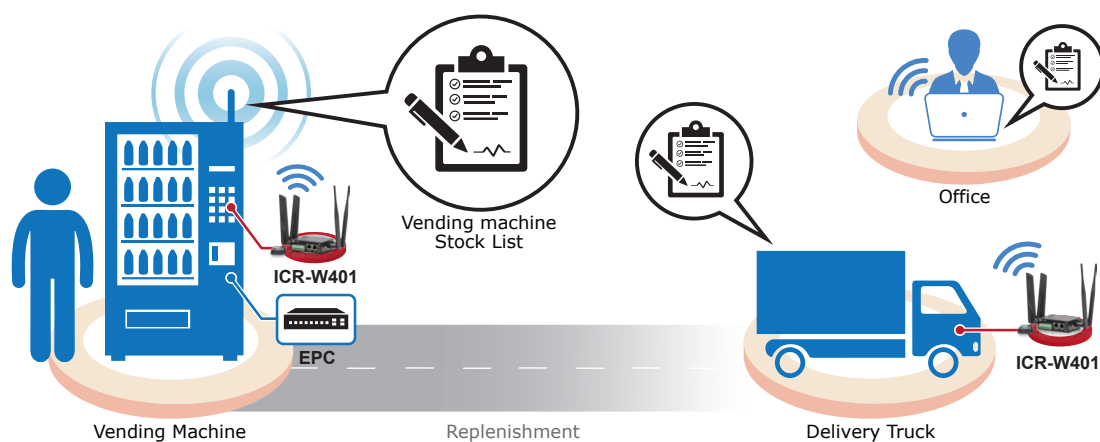 Vending machine
Stock List
Office
ICR-W401
EPC
ICR-W401
Vending Machine
Replenishment
Delivery Truck